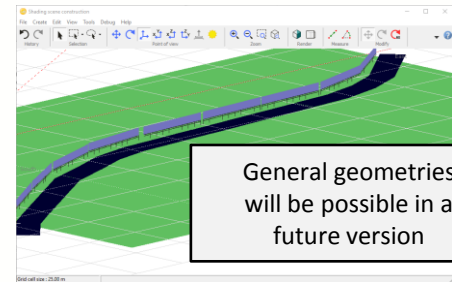 Shading scene construction
File Create Edit View Tools Debug Help
History Selection Point of view Zoom Render Measure Modify
General geometries
will be possible in a
future version
Grid cell size : 25.00 m